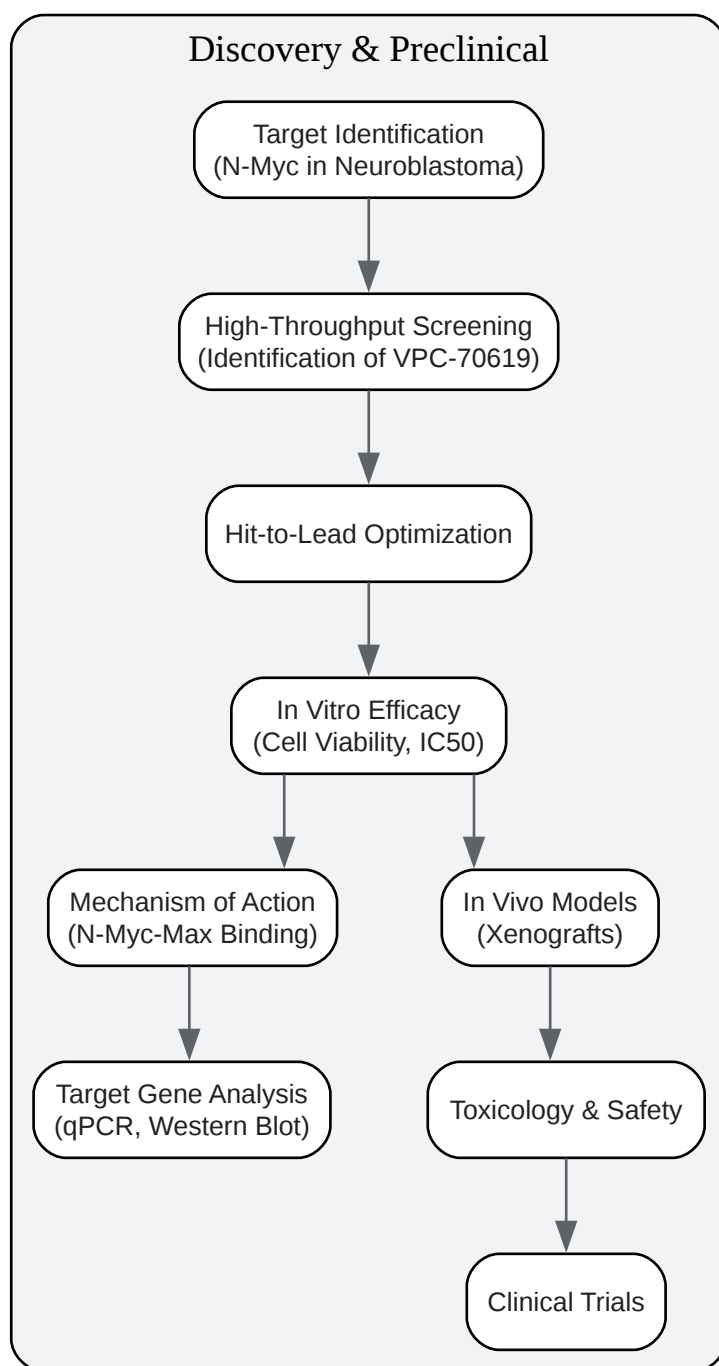 Discovery & Preclinical
Target Identification
(N-Myc in Neuroblastoma)
High-Throughput Screening
(Identification of VPC-70619)
Hit-to-Lead Optimization
In Vitro Efficacy
(Cell Viability, IC50)
Mechanism of Action
(N-Myc-Max Binding)
In Vivo Models
(Xenografts)
Target Gene Analysis
(qPCR, Western Blot)
Toxicology & Safety
Clinical Trials